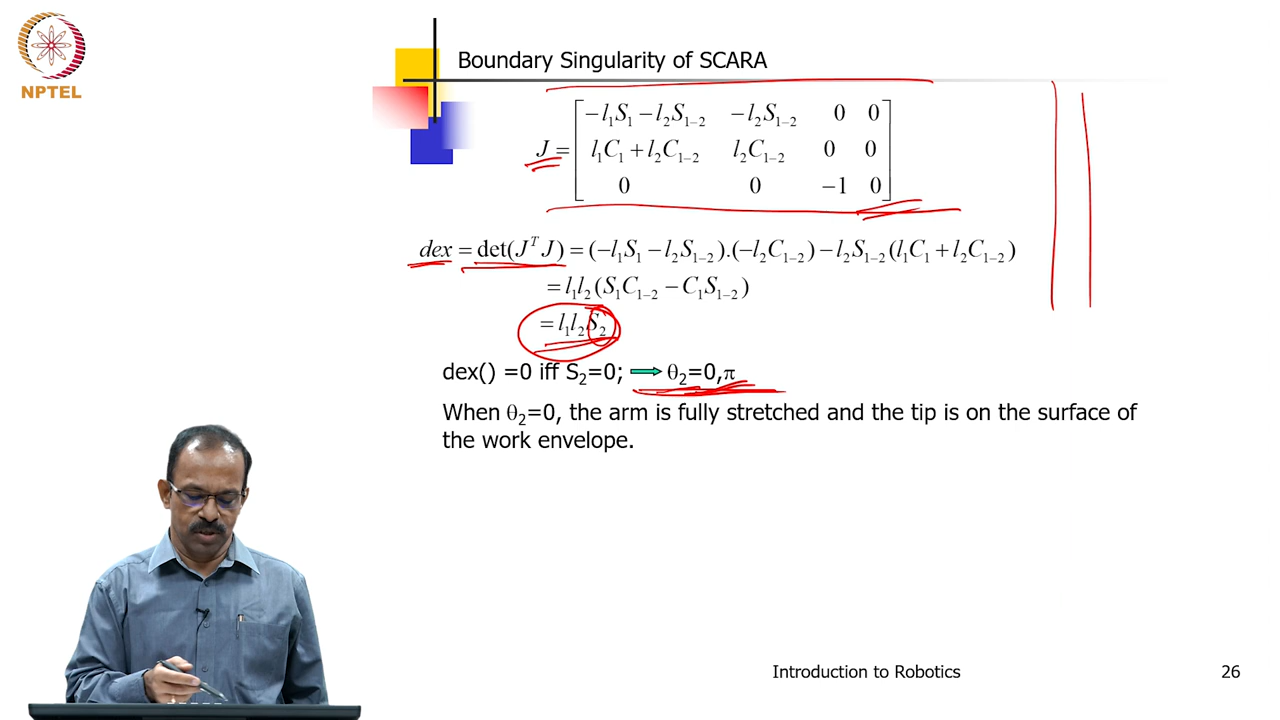 NPTEL
Boundary Singularity of SCARA
J = [ −l₁S₁ − l₂S₁₋₂ −l₂S₁₋₂ 0 0
l₁C₁ + l₂C₁₋₂ l₂C₁₋₂ 0 0
0 0 −1 0 ]
dex = det(JᵀJ) = (−l₁S₁ − l₂S₁₋₂).(−l₂C₁₋₂) − l₂S₁₋₂(l₁C₁ + l₂C₁₋₂)
= l₁l₂(S₁C₁₋₂ − C₁S₁₋₂)
= l₁l₂S₂
dex() =0 iff S₂=0; ⟹ θ₂=0,π
When θ₂=0, the arm is fully stretched and the tip is on the surface of
the work envelope.
Introduction to Robotics 26